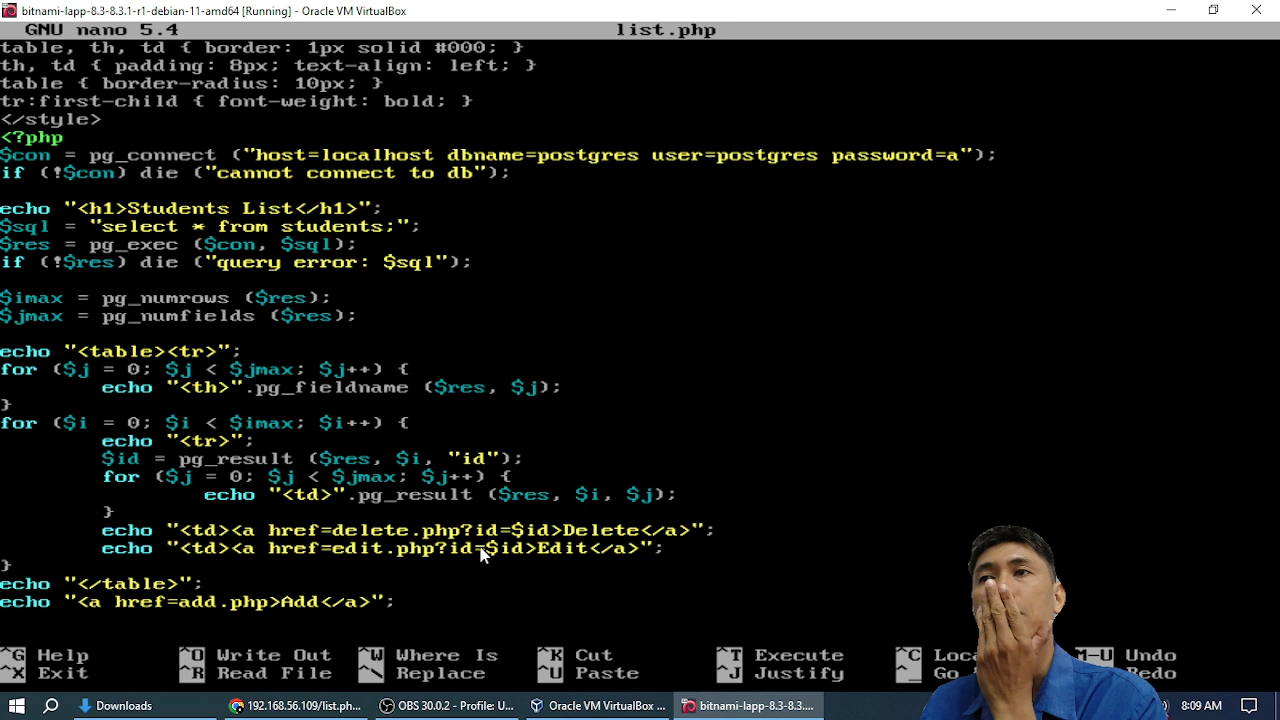 bitnami-lapp-8.3-8.3.1-r1-debian-11-amd64 [Running] - Oracle VM VirtualBox
GNU nano 5.4 list.php
table, th, td { border: 1px solid #000; }
th, td { padding: 8px; text-align: left; }
table { border-radius: 10px; }
tr:first-child { font-weight: bold; }
</style>
<?php
$con = pg_connect ("host=localhost dbname=postgres user=postgres password=a");
if (!$con) die ("cannot connect to db");
echo "<h1>Students List</h1>";
$sql = "select * from students;";
$res = pg_exec ($con, $sql);
if (!$res) die ("query error: $sql");
$imax = pg_numrows ($res);
$jmax = pg_numfields ($res);
echo "<table><tr>";
for ($j = 0; $j < $jmax; $j++) {
echo "<th>".pg_fieldname ($res, $j);
}
for ($i = 0; $i < $imax; $i++) {
echo "<tr>";
$id = pg_result ($res, $i, "id");
for ($j = 0; $j < $jmax; $j++) {
echo "<td>".pg_result ($res, $i, $j);
}
echo "<td><a href=delete.php?id=$id>Delete</a>";
echo "<td><a href=edit.php?id=$id>Edit</a>";
}
echo "</table>";
echo "<a href=add.php>Add</a>";
^G Help ^O Write Out ^W Where Is ^K Cut ^T Execute ^C Loca M-U Undo
^X Exit ^R Read File ^\ Replace ^U Paste ^J Justify ^_ Go Redo
Downloads 192.168.56.109/list.ph... OBS 30.0.2 - Profile: U... Oracle VM VirtualBox ... bitnami-lapp-8.3-8.3.... 8:09 AM